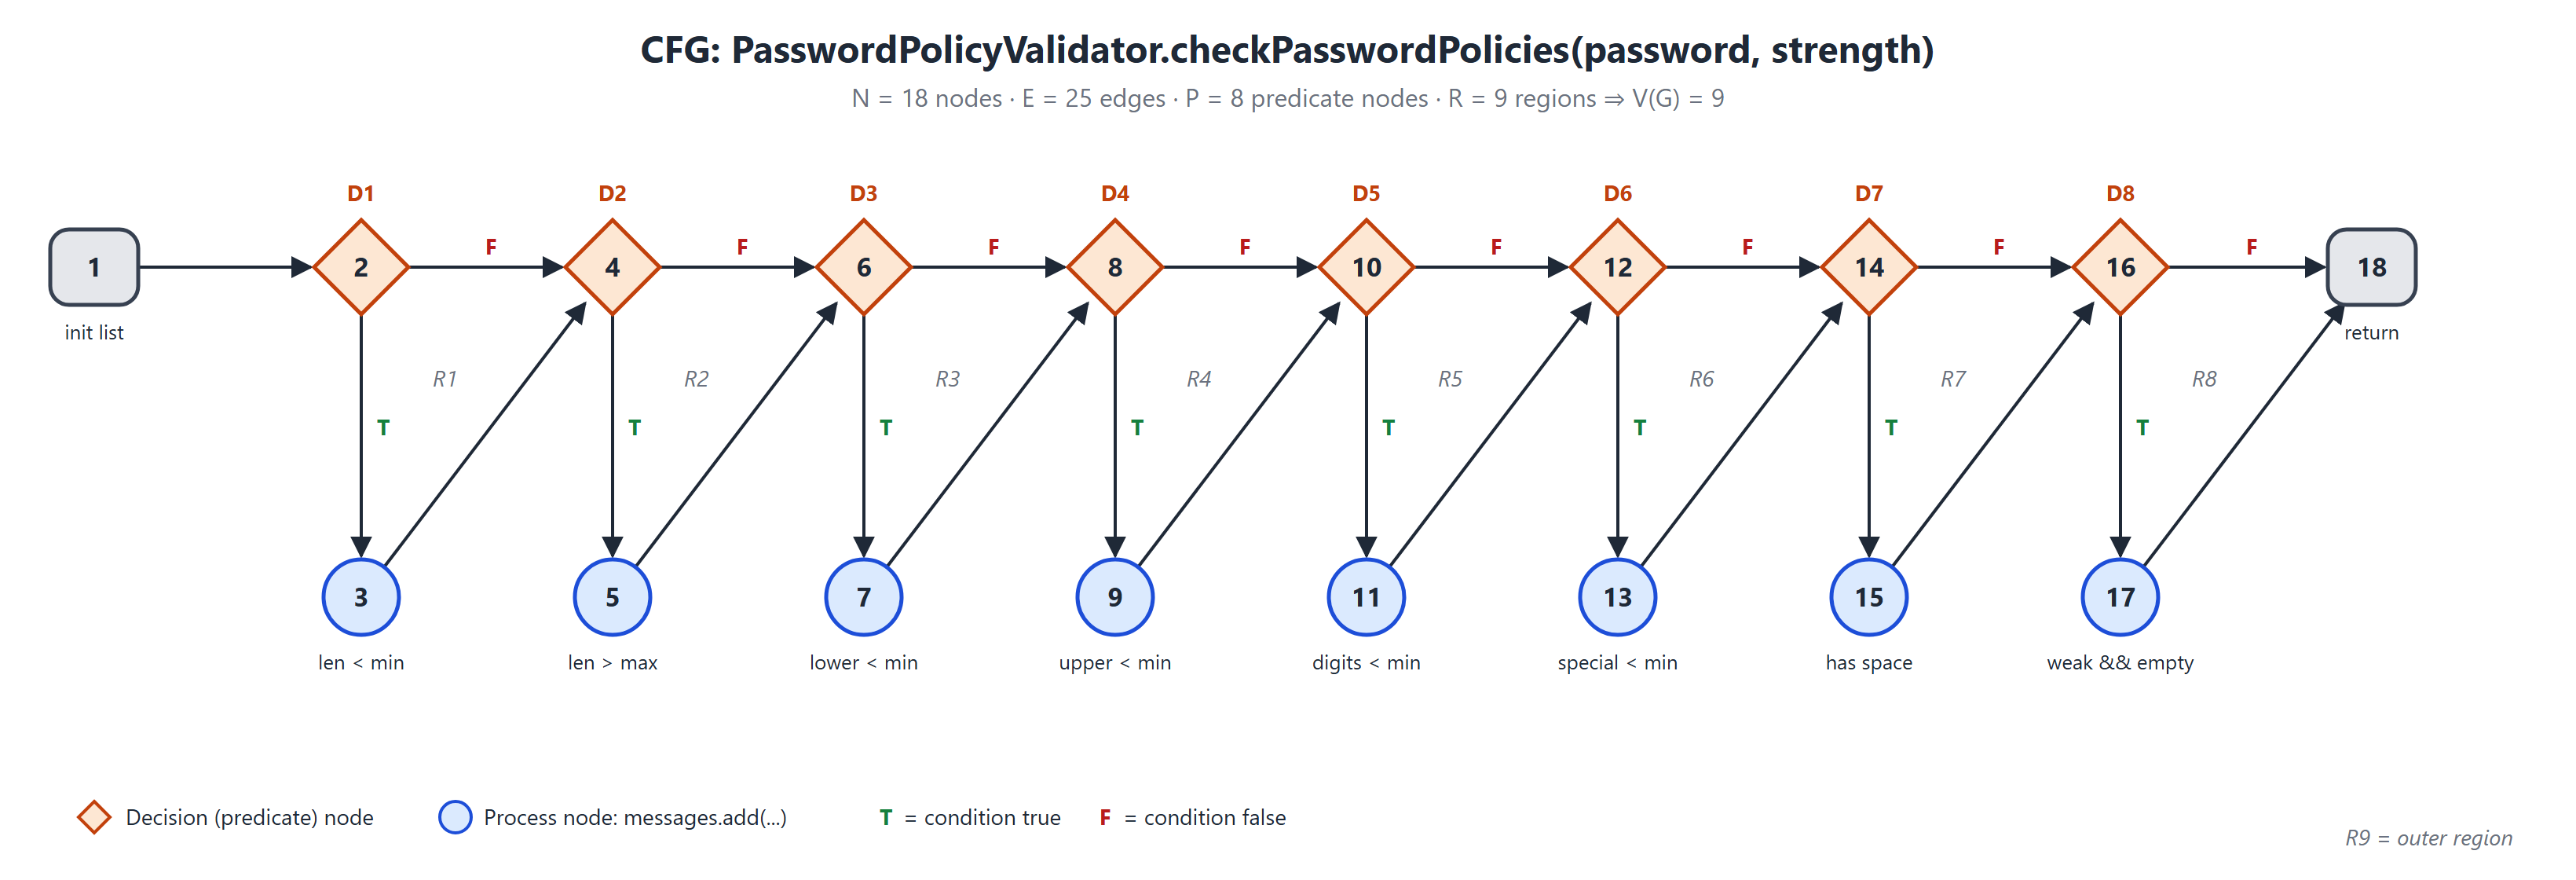 CFG: PasswordPolicyValidator.checkPasswordPolicies(password, strength)
N = 18 nodes · E = 25 edges · P = 8 predicate nodes · R = 9 regions ⇒ V(G) = 9
D1 D2 D3 D4 D5 D6 D7 D8
F F F F F F F F
1 2 4 6 8 10 12 14 16 18
init list return
R1 R2 R3 R4 R5 R6 R7 R8
T T T T T T T T
3 5 7 9 11 13 15 17
len < min len > max lower < min upper < min digits < min special < min has space weak && empty
Decision (predicate) node Process node: messages.add(...) T = condition true F = condition false
R9 = outer region